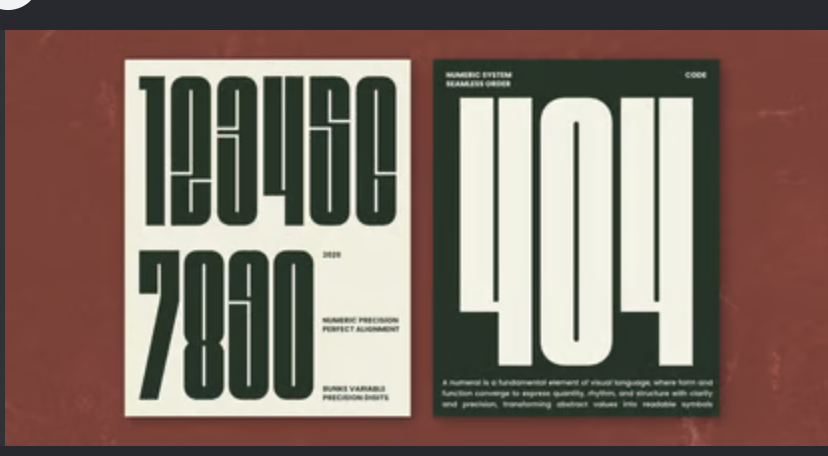 123456
7890
2025
NUMERIC PRECISION
PERFECT ALIGNMENT
BUNKE VARIABLE
PRECISION DIGITS
NUMERIC SYSTEM
SEAMLESS ORDER
CODE
404
A numeral is a fundamental element of visual language, where form and
function converge to express quantity, rhythm, and structure with clarity
and precision, transforming abstract values into readable symbols